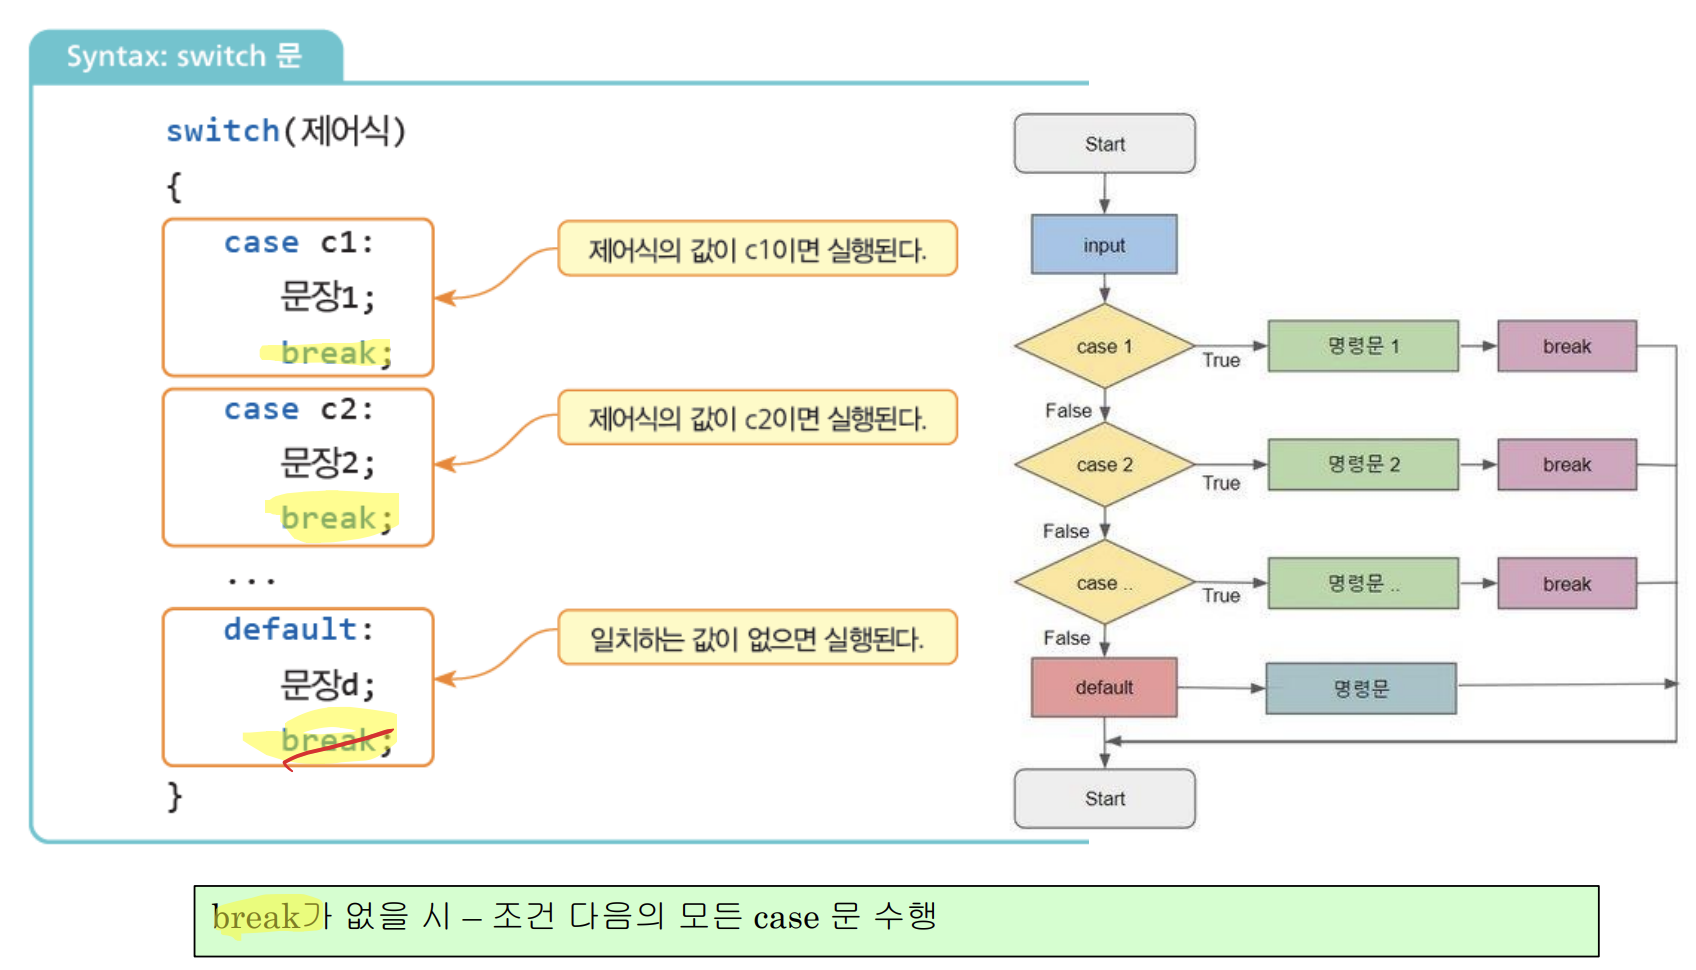 Syntax: switch 문
switch(제어식)
{
case c1:
문장1;
break;
제어식의 값이 c1이면 실행된다.
case c2:
문장2;
break;
제어식의 값이 c2이면 실행된다.
...
default:
문장d;
break;
일치하는 값이 없으면 실행된다.
}
Start
input
case 1
True
명령문 1
break
False
case 2
True
명령문 2
break
False
case ..
True
명령문 ..
break
False
default
명령문
Start
break가 없을 시 – 조건 다음의 모든 case 문 수행